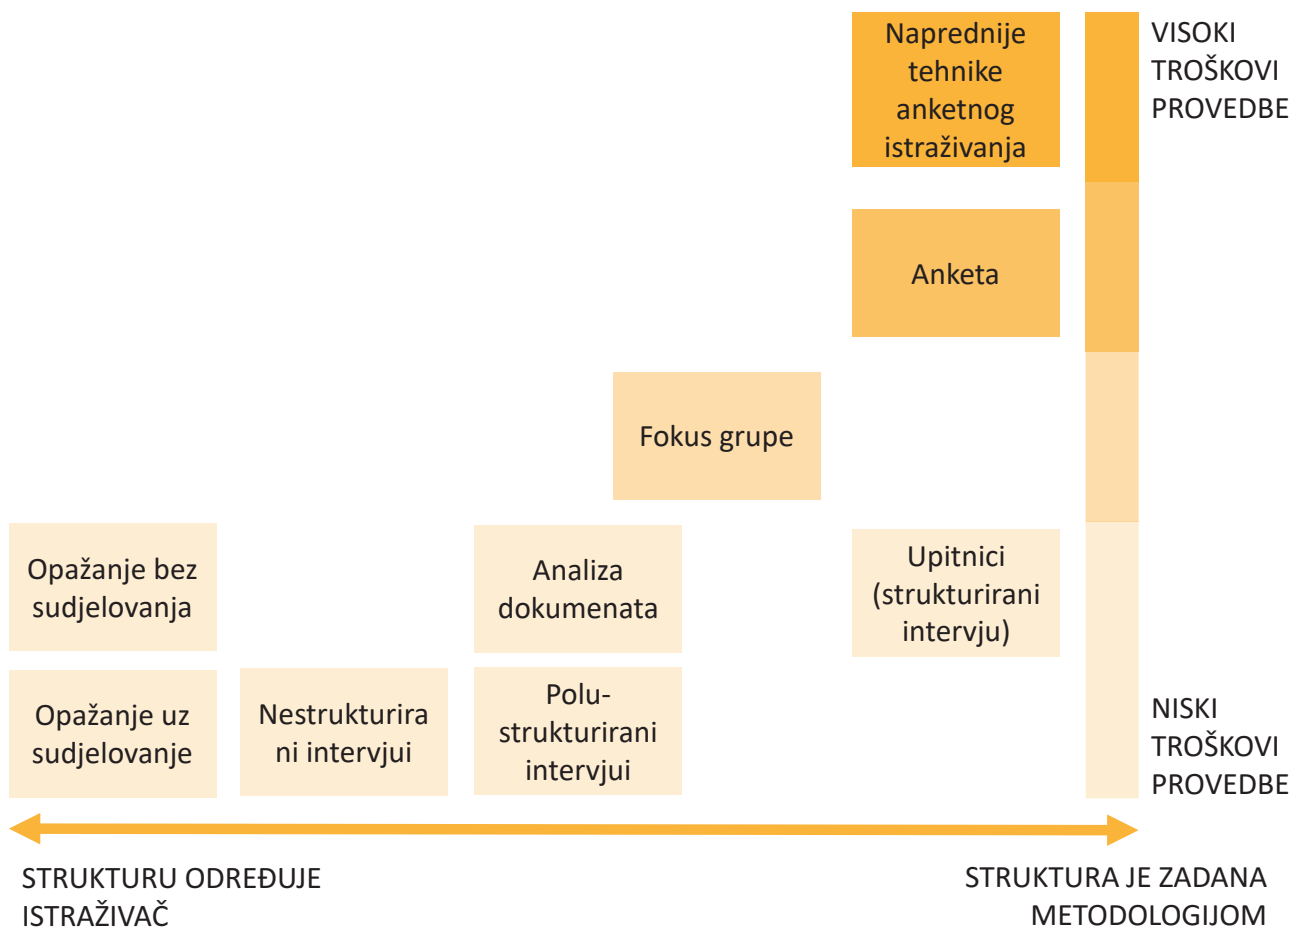 Naprednije
tehnike
anketnog
istraživanja
VISOKI
TROŠKOVI
PROVEDBE
Anketa
Fokus grupe
Opažanje bez
sudjelovanja
Analiza
dokumenata
Upitnici
(strukturirani
intervju)
Opažanje uz
sudjelovanje
Nestrukturira
ni intervjui
Polu-
strukturirani
intervjui
NISKI
TROŠKOVI
PROVEDBE
STRUKTURU ODREĐUJE
ISTRAŽIVAČ
STRUKTURA JE ZADANA
METODOLOGIJOM